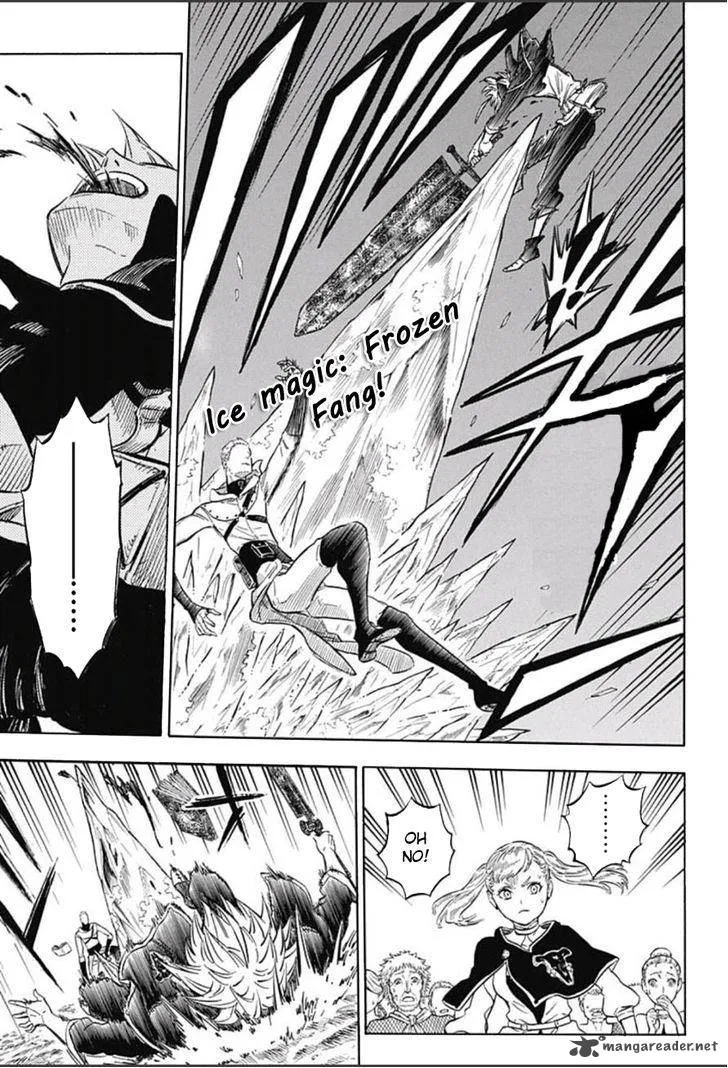 Ice magic: Frozen
Fang!
............
......
OH
NO!
mangareader.net